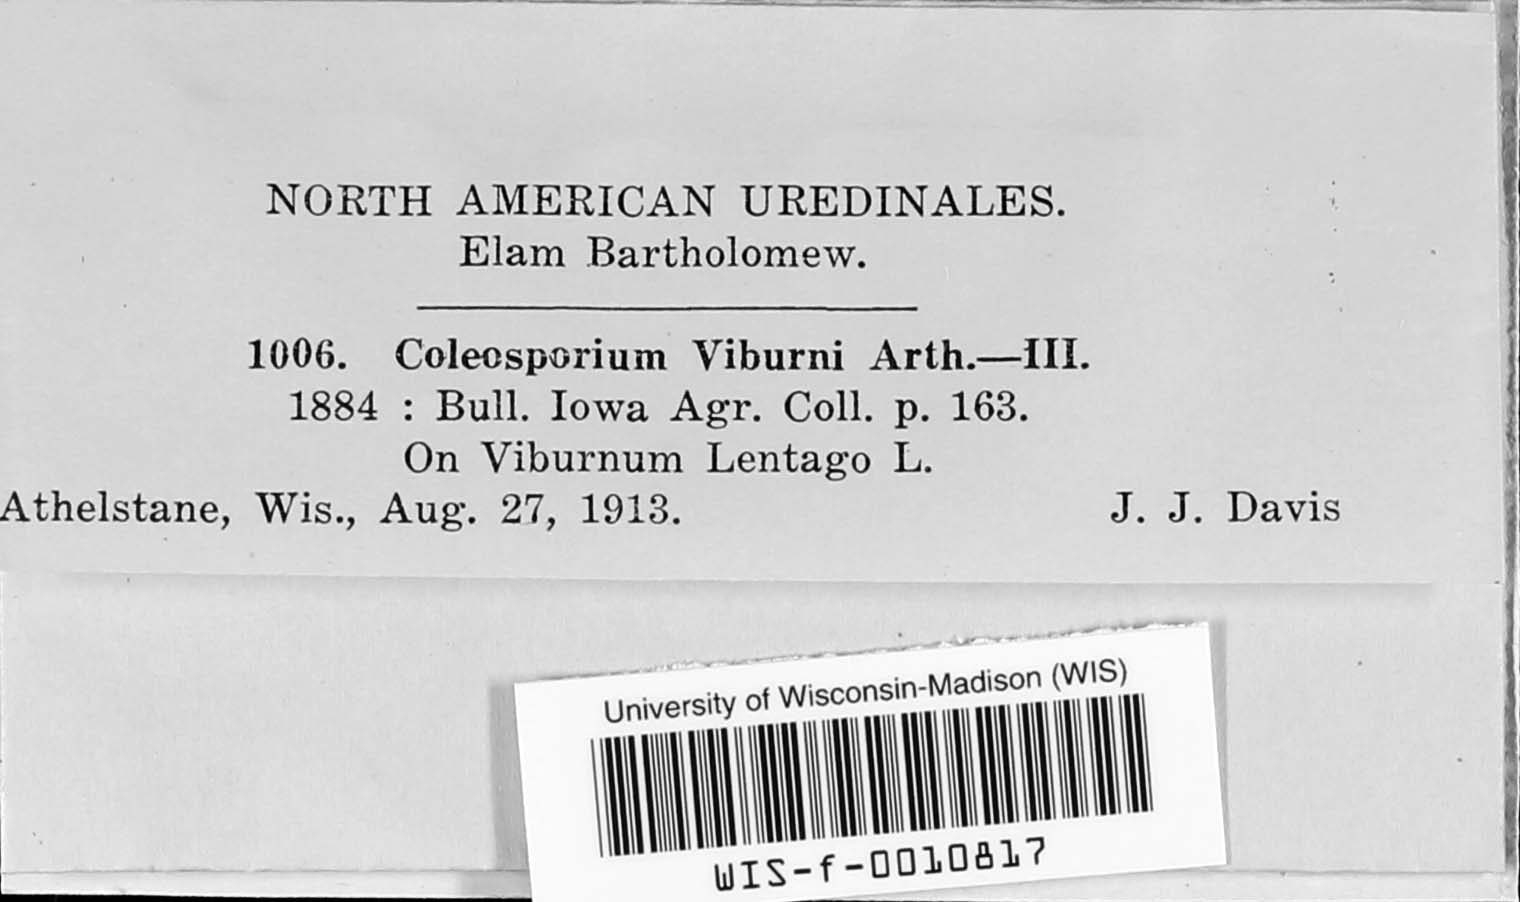 NORTH AMERICAN UREDINALES.
Elam Bartholomew.
1006. Coleosporium Viburni Arth.—III.
1884 : Bull. Iowa Agr. Coll. p. 163.
On Viburnum Lentago L.
Athelstane, Wis., Aug. 27, 1913. J. J. Davis
University of Wisconsin-Madison (WIS)
WIS-f-0010817